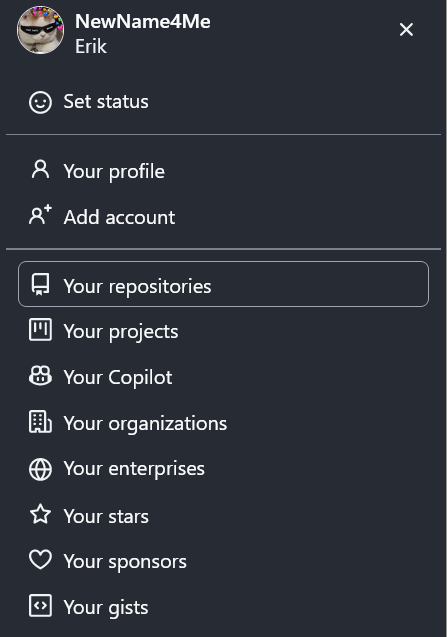 NewName4Me
Erik
Set status
Your profile
Add account
Your repositories
Your projects
Your Copilot
Your organizations
Your enterprises
Your stars
Your sponsors
Your gists